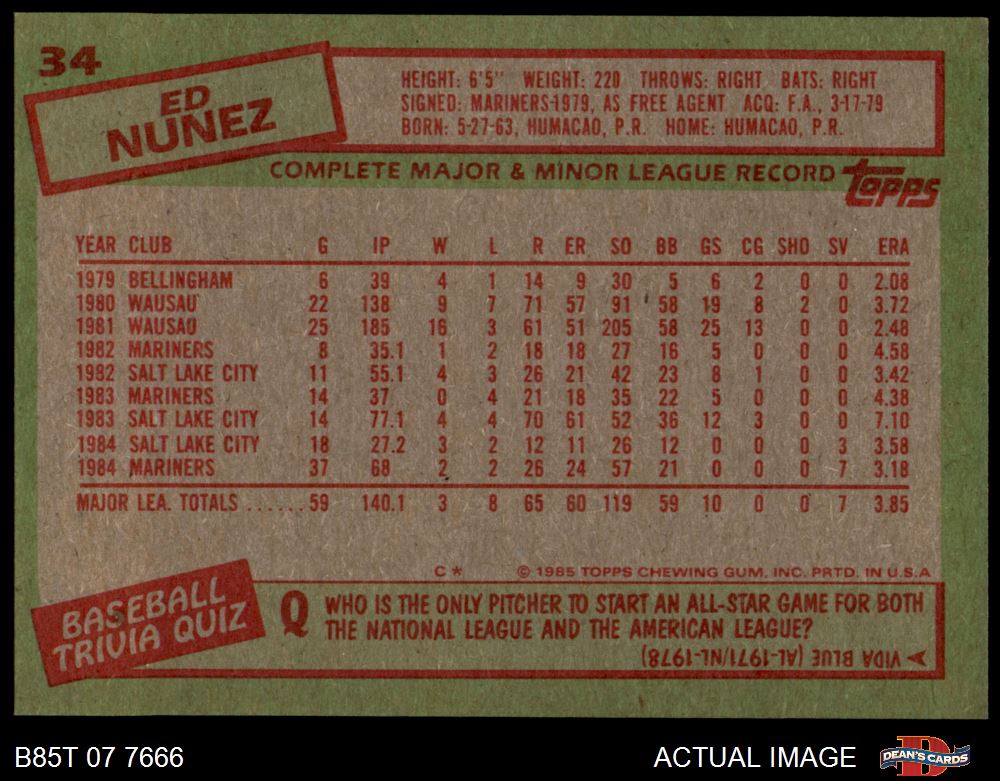 34
ED
NUNEZ
HEIGHT: 6'5" WEIGHT: 220 THROWS: RIGHT BATS: RIGHT
SIGNED: MARINERS-1979, AS FREE AGENT ACQ: F.A., 3-17-79
BORN: 5-27-63, HUMACAO, P.R. HOME: HUMACAO, P.R.
COMPLETE MAJOR & MINOR LEAGUE RECORD topps
YEAR CLUB G IP W L R ER SO BB GS CG SHO SV ERA
1979 BELLINGHAM 6 39 4 1 14 9 30 5 6 2 0 0 2.08
1980 WAUSAU 22 138 9 7 71 57 91 58 19 8 2 0 3.72
1981 WAUSAU 25 185 16 3 61 51 205 58 25 13 0 0 2.48
1982 MARINERS 8 35.1 1 2 18 18 27 16 5 0 0 0 4.58
1982 SALT LAKE CITY 11 55.1 4 3 26 21 42 23 8 1 0 0 3.42
1983 MARINERS 14 37 0 4 21 18 35 22 5 0 0 0 4.38
1983 SALT LAKE CITY 14 77.1 4 4 70 61 52 36 12 3 0 0 7.10
1984 SALT LAKE CITY 18 27.2 3 2 12 11 26 12 0 0 0 3 3.58
1984 MARINERS 37 68 2 2 26 24 57 21 0 0 0 7 3.18
MAJOR LEA. TOTALS ......59 140.1 3 8 65 60 119 59 10 0 0 7 3.85
C* © 1985 TOPPS CHEWING GUM, INC. PRTD. IN U.S.A
BASEBALL
TRIVIA QUIZ
Q WHO IS THE ONLY PITCHER TO START AN ALL-STAR GAME FOR BOTH
THE NATIONAL LEAGUE AND THE AMERICAN LEAGUE?
VIDA BLUE (AL-1971/NL-1978)
B85T 07 7666
ACTUAL IMAGE
DEAN'S CARDS